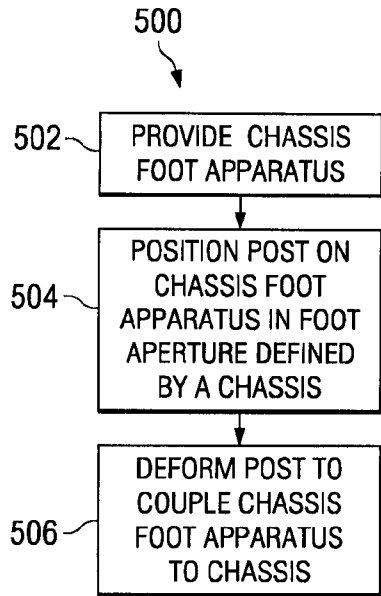 500
502
PROVIDE CHASSIS
FOOT APPARATUS
504
POSITION POST ON
CHASSIS FOOT
APPARATUS IN FOOT
APERTURE DEFINED
BY A CHASSIS
506
DEFORM POST TO
COUPLE CHASSIS
FOOT APPARATUS
TO CHASSIS